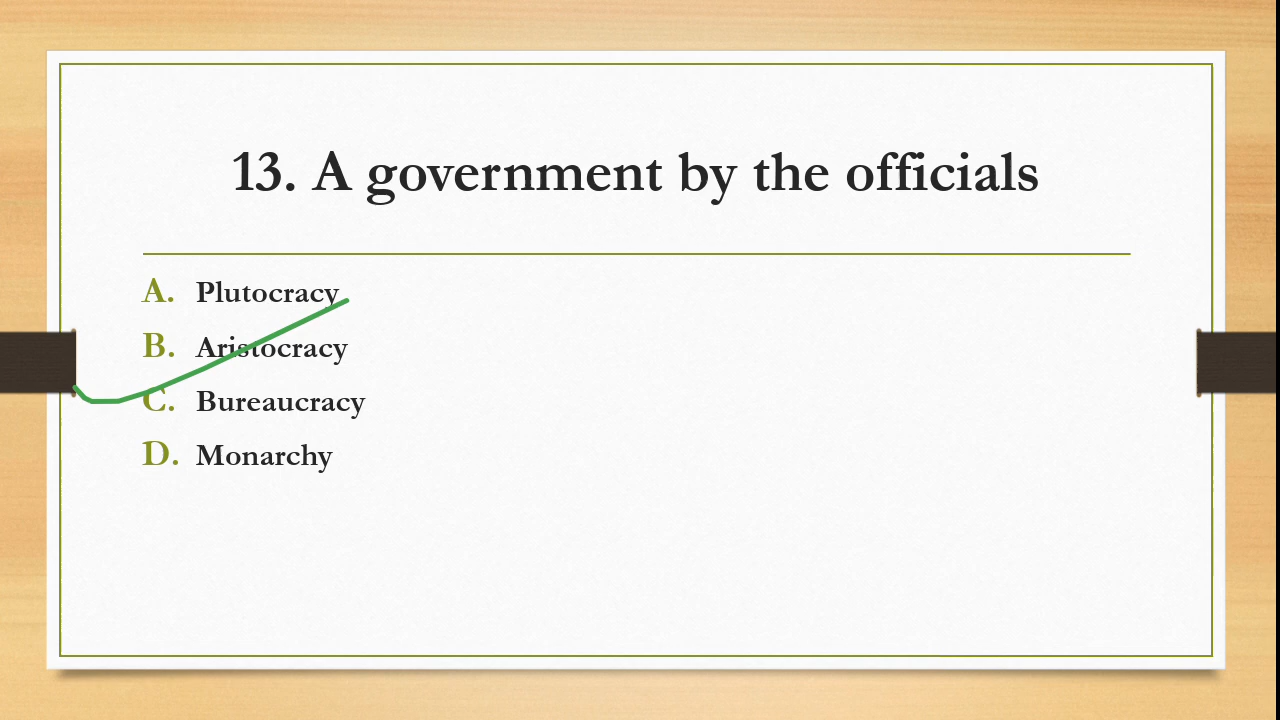 13. A government by the officials
A. Plutocracy
B. Aristocracy
C. Bureaucracy
D. Monarchy